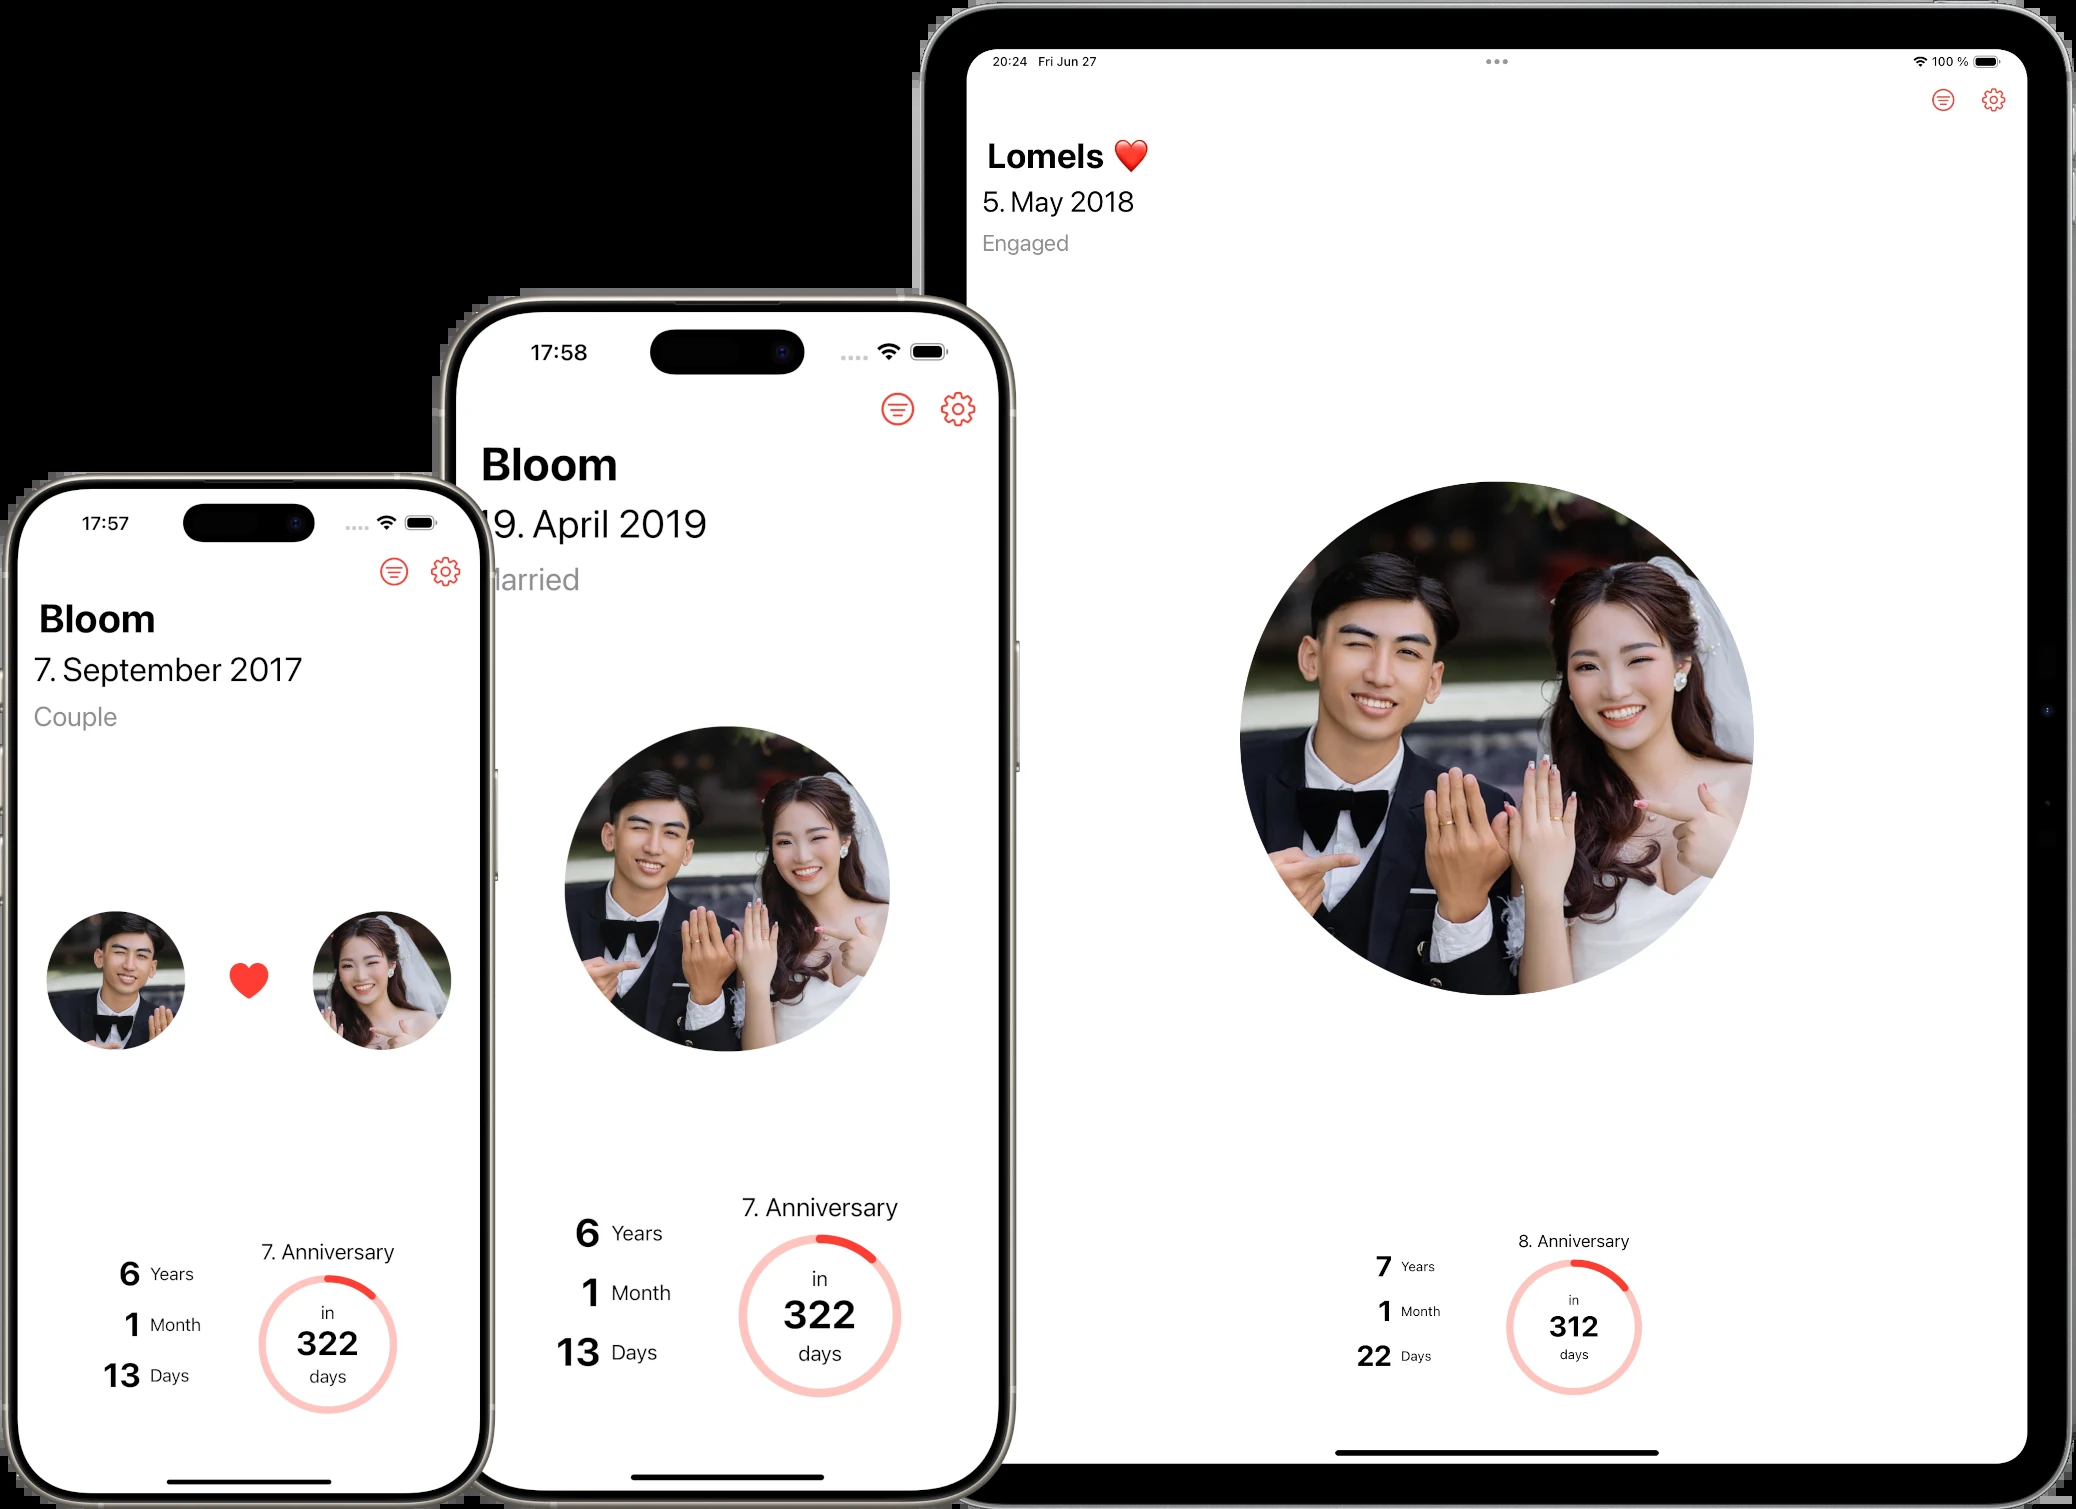 17:57
Bloom
7. September 2017
Couple
6 Years
1 Month
13 Days
7. Anniversary
in
322
days
17:58
Bloom
19. April 2019
Married
6 Years
1 Month
13 Days
7. Anniversary
in
322
days
20:24 Fri Jun 27
100 %
Lomels ❤️
5. May 2018
Engaged
7 Years
1 Month
22 Days
8. Anniversary
in
312
days